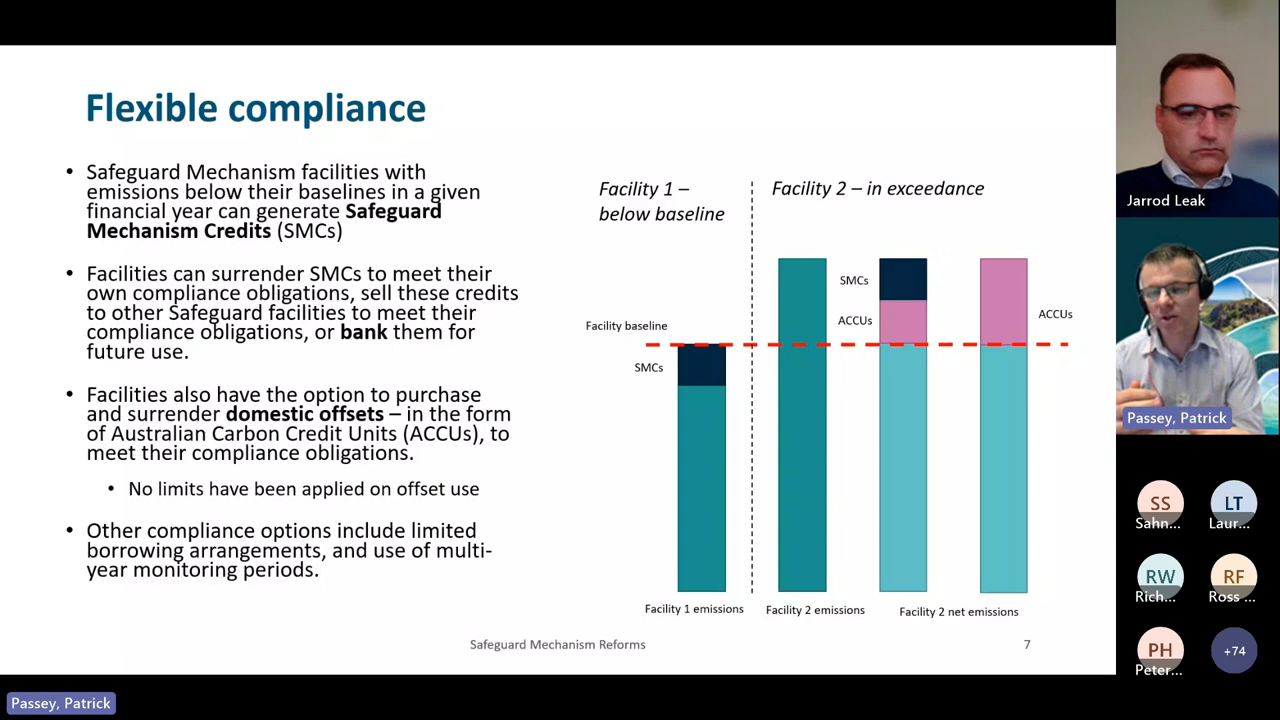 Flexible compliance
• Safeguard Mechanism facilities with
emissions below their baselines in a given
financial year can generate Safeguard
Mechanism Credits (SMCs)
• Facilities can surrender SMCs to meet their
own compliance obligations, sell these credits
to other Safeguard facilities to meet their
compliance obligations, or bank them for
future use.
• Facilities also have the option to purchase
and surrender domestic offsets – in the form
of Australian Carbon Credit Units (ACCUs), to
meet their compliance obligations.
• No limits have been applied on offset use
• Other compliance options include limited
borrowing arrangements, and use of multi-
year monitoring periods.
Facility 1 –
below baseline
Facility 2 – in exceedance
SMCs
ACCUs
ACCUs
Facility baseline
SMCs
Facility 1 emissions
Facility 2 emissions
Facility 2 net emissions
Safeguard Mechanism Reforms
7
Jarrod Leak
Passey, Patrick
SS
Sahn...
LT
Laur...
RW
Rich...
RF
Ross ...
PH
Peter...
+74
Passey, Patrick